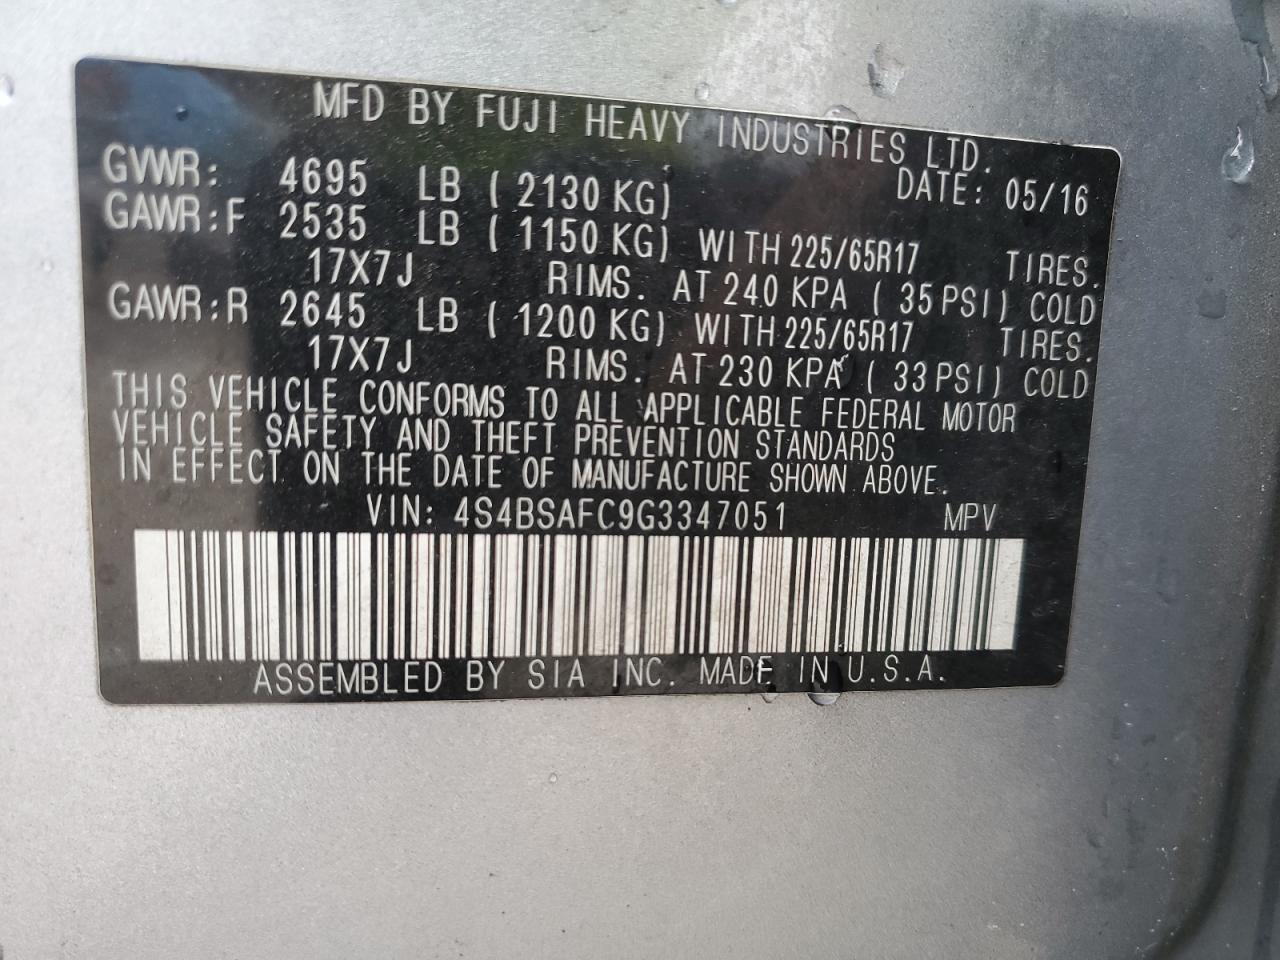 MFD BY FUJI HEAVY INDUSTRIES LTD.
DATE: 05/16
GVWR: 4695 LB ( 2130 KG)
GAWR:F 2535 LB ( 1150 KG) WITH 225/65R17 TIRES.
17X7J RIMS. AT 240 KPA ( 35 PSI) COLD
GAWR:R 2645 LB ( 1200 KG) WITH 225/65R17 TIRES.
17X7J RIMS. AT 230 KPA ( 33 PSI) COLD
THIS VEHICLE CONFORMS TO ALL APPLICABLE FEDERAL MOTOR
VEHICLE SAFETY AND THEFT PREVENTION STANDARDS
IN EFFECT ON THE DATE OF MANUFACTURE SHOWN ABOVE.
VIN: 4S4BSAFC9G3347051 MPV
ASSEMBLED BY SIA INC. MADE IN U.S.A.